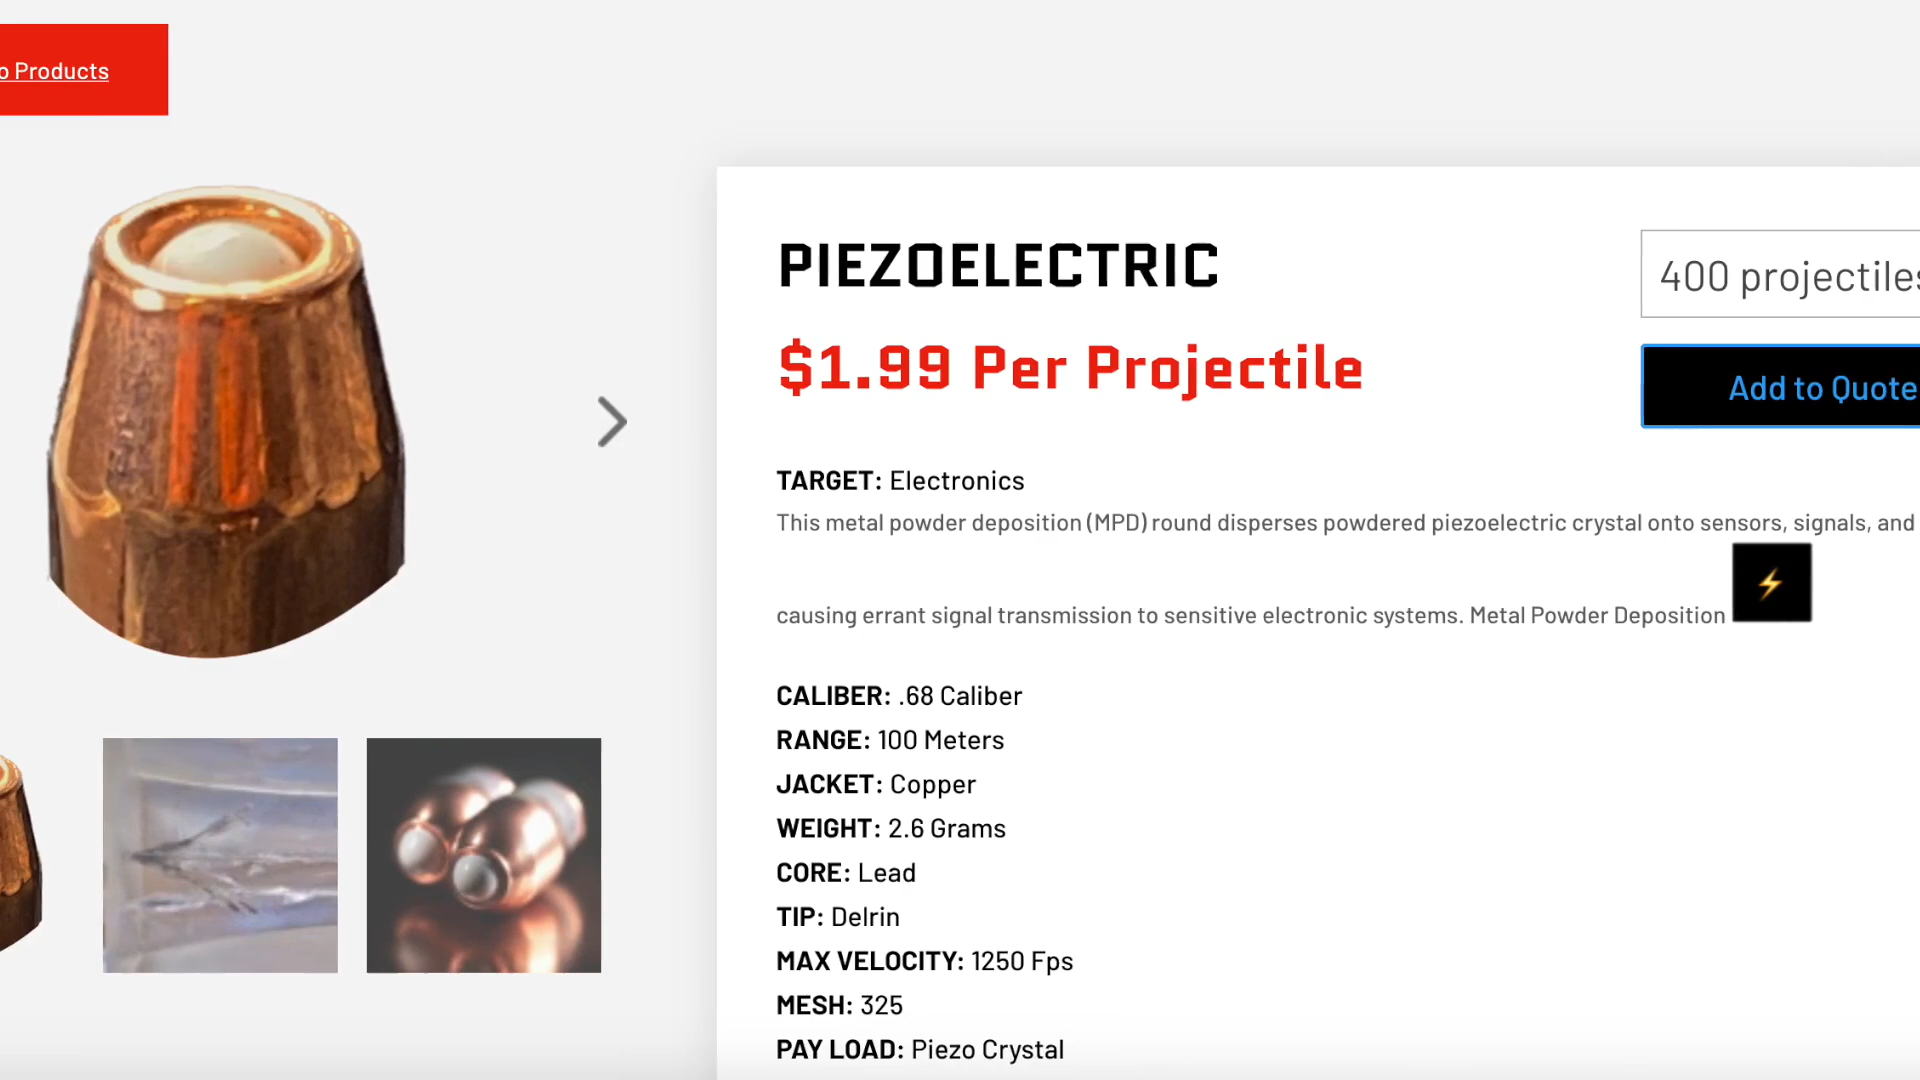 o Products
PIEZOELECTRIC
400 projectiles
$1.99 Per Projectile
Add to Quote
TARGET: Electronics
This metal powder deposition (MPD) round disperses powdered piezoelectric crystal onto sensors, signals, and
causing errant signal transmission to sensitive electronic systems. Metal Powder Deposition
CALIBER: .68 Caliber
RANGE: 100 Meters
JACKET: Copper
WEIGHT: 2.6 Grams
CORE: Lead
TIP: Delrin
MAX VELOCITY: 1250 Fps
MESH: 325
PAY LOAD: Piezo Crystal